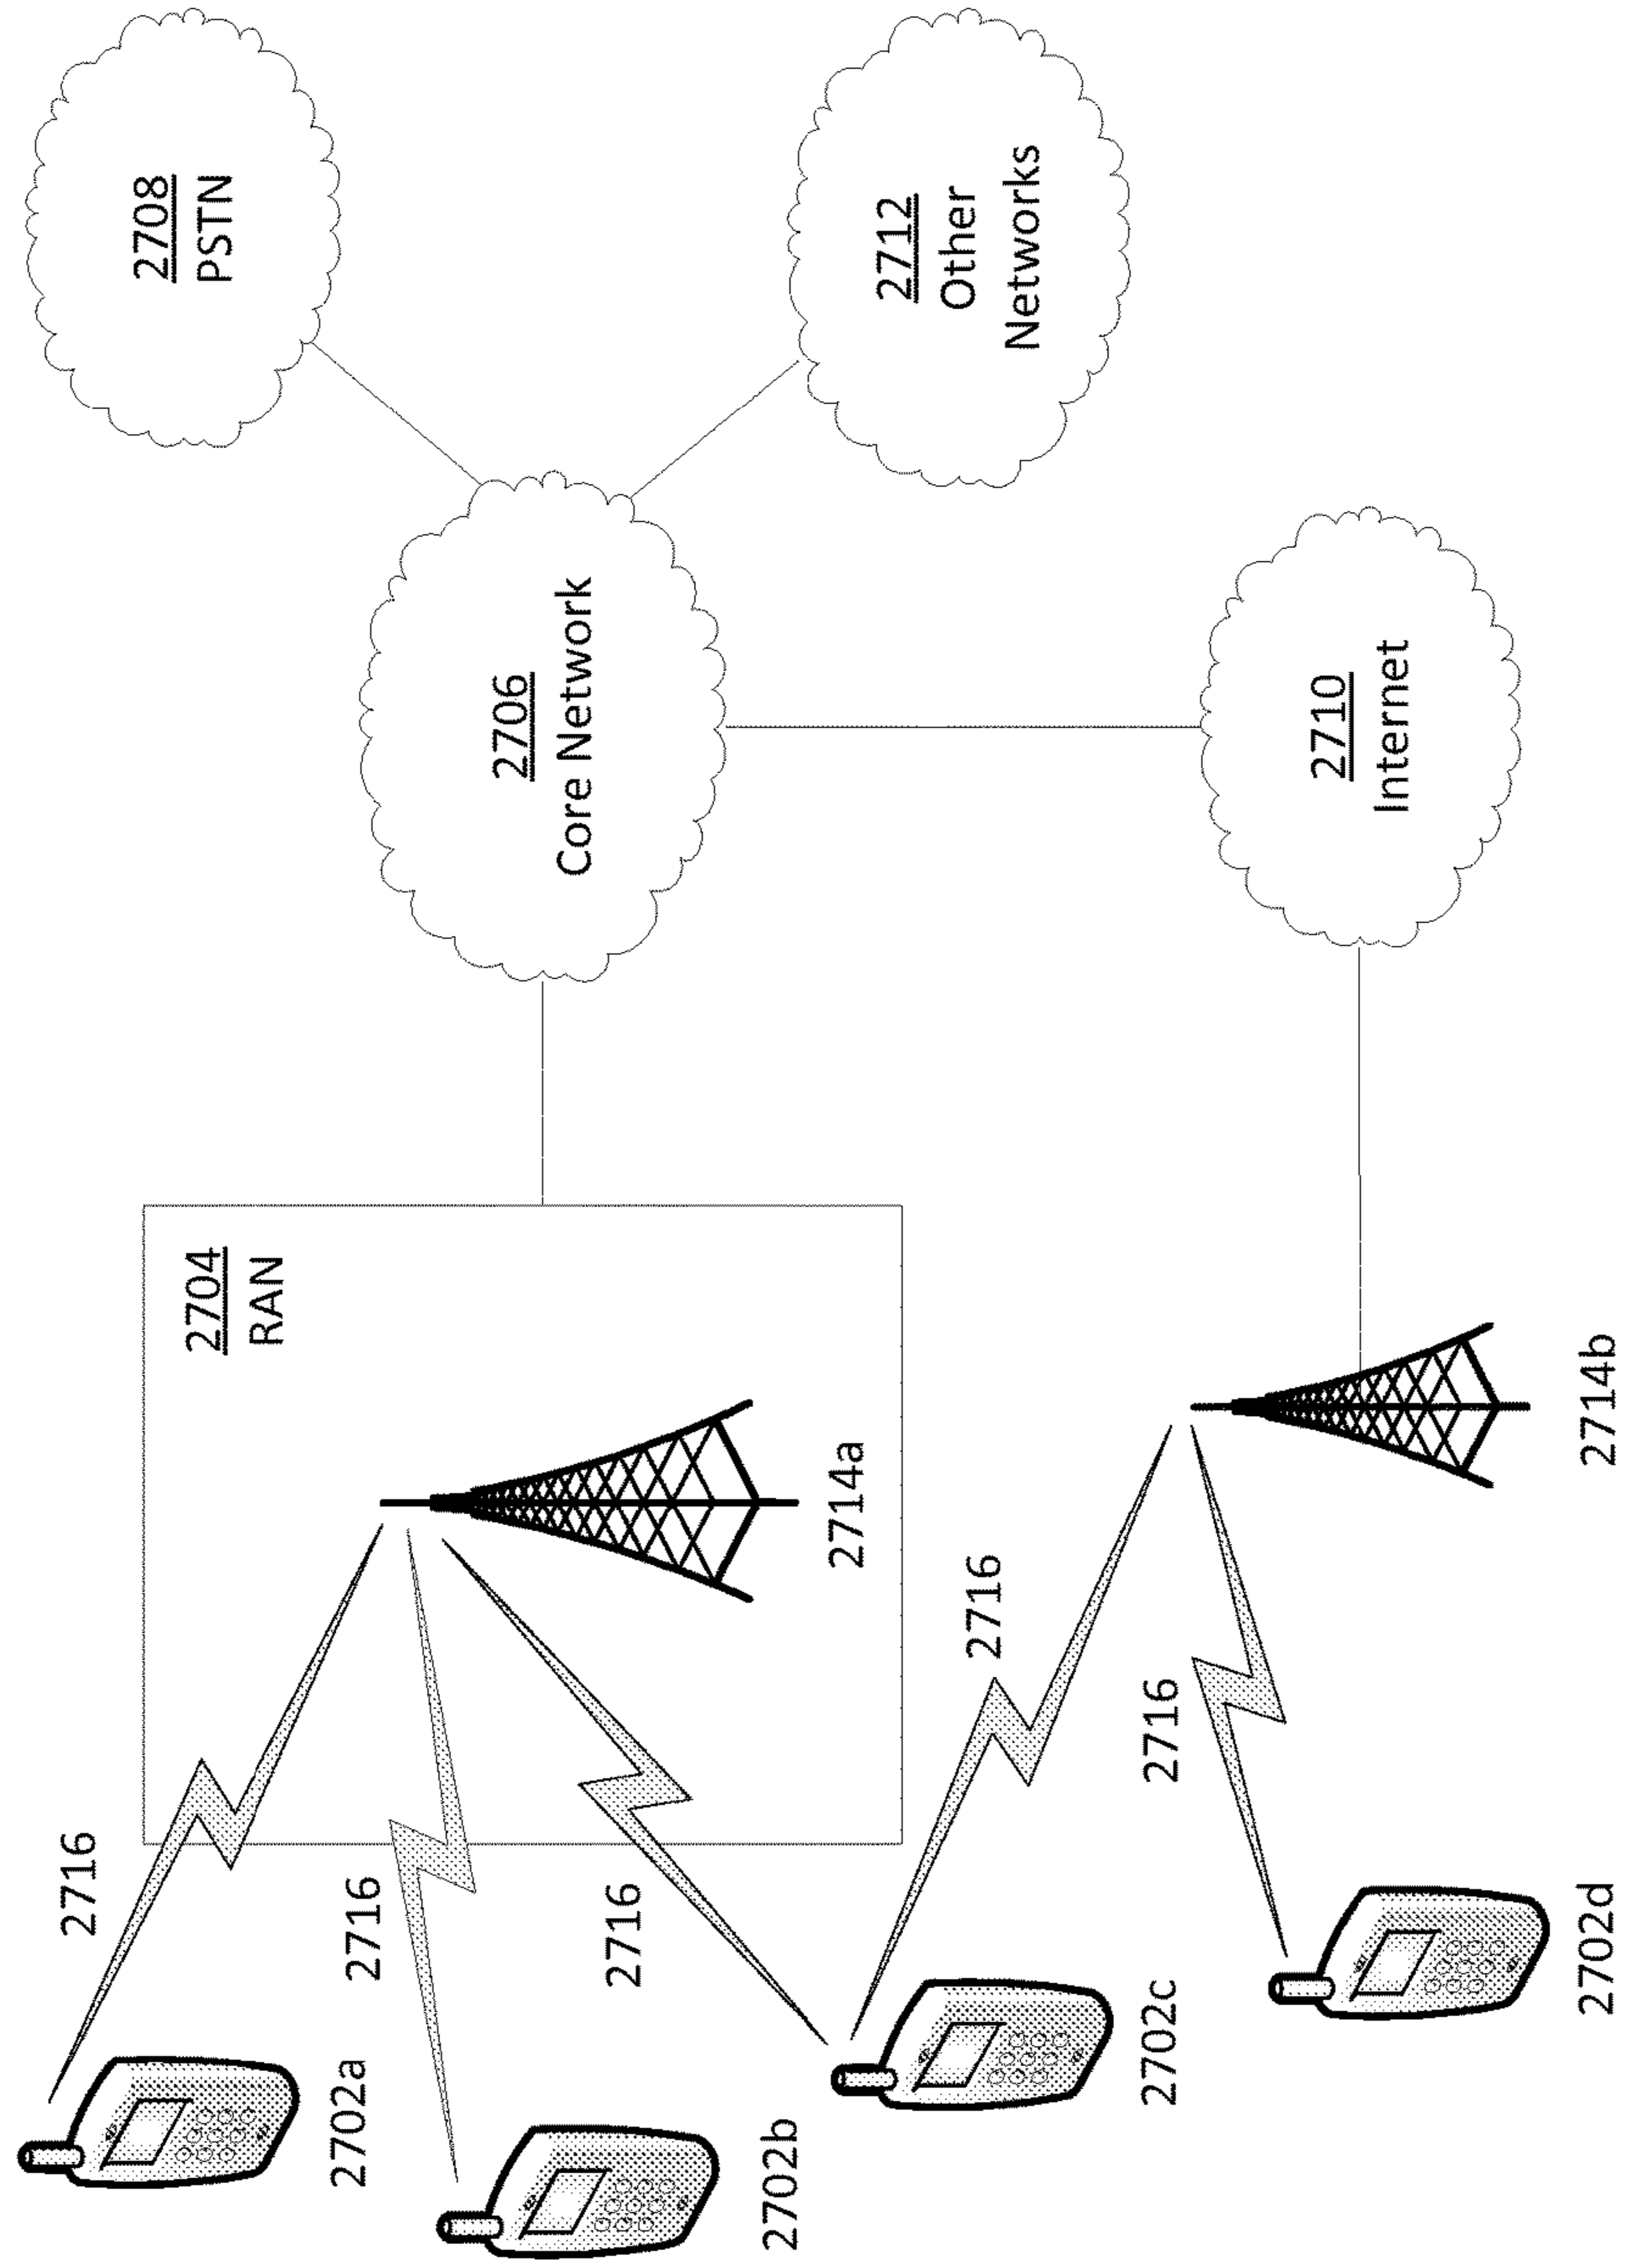 2708
PSTN
2706
Core Network
2712
Other
Networks
2704
RAN
2710
Internet
2716
2716
2716
2714a
2716
2716
2714b
2702a
2702b
2702c
2702d